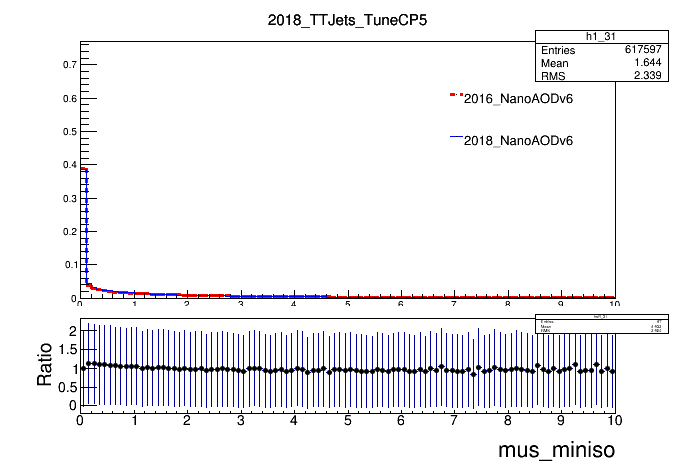 2018_TTJets_TuneCP5
h1_31
Entries 617597
Mean 1.644
RMS 2.339
0.7
0.6
0.5
0.4
0.3
0.2
0.1
0
2016_NanoAODv6
2018_NanoAODv6
0 1 2 3 4 5 6 7 8 9 10
Entries
Mean
RMS
2
1.5
1
0.5
0
Ratio
0 1 2 3 4 5 6 7 8 9 10
mus_miniso